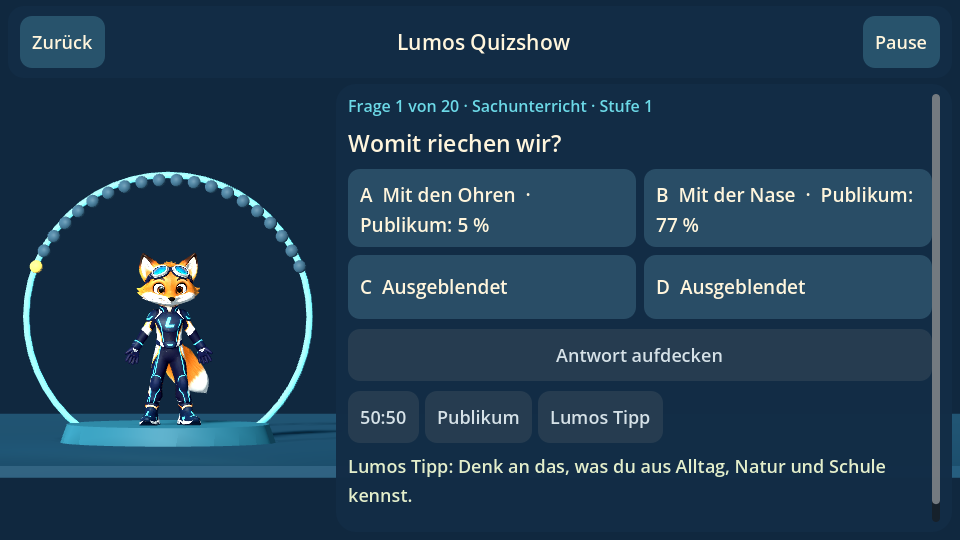 Zurück
Lumos Quizshow
Pause
Frage 1 von 20 · Sachunterricht · Stufe 1
Womit riechen wir?
A Mit den Ohren ·
Publikum: 5 %
B Mit der Nase · Publikum:
77 %
C Ausgeblendet
D Ausgeblendet
Antwort aufdecken
50:50
Publikum
Lumos Tipp
Lumos Tipp: Denk an das, was du aus Alltag, Natur und Schule
kennst.
L